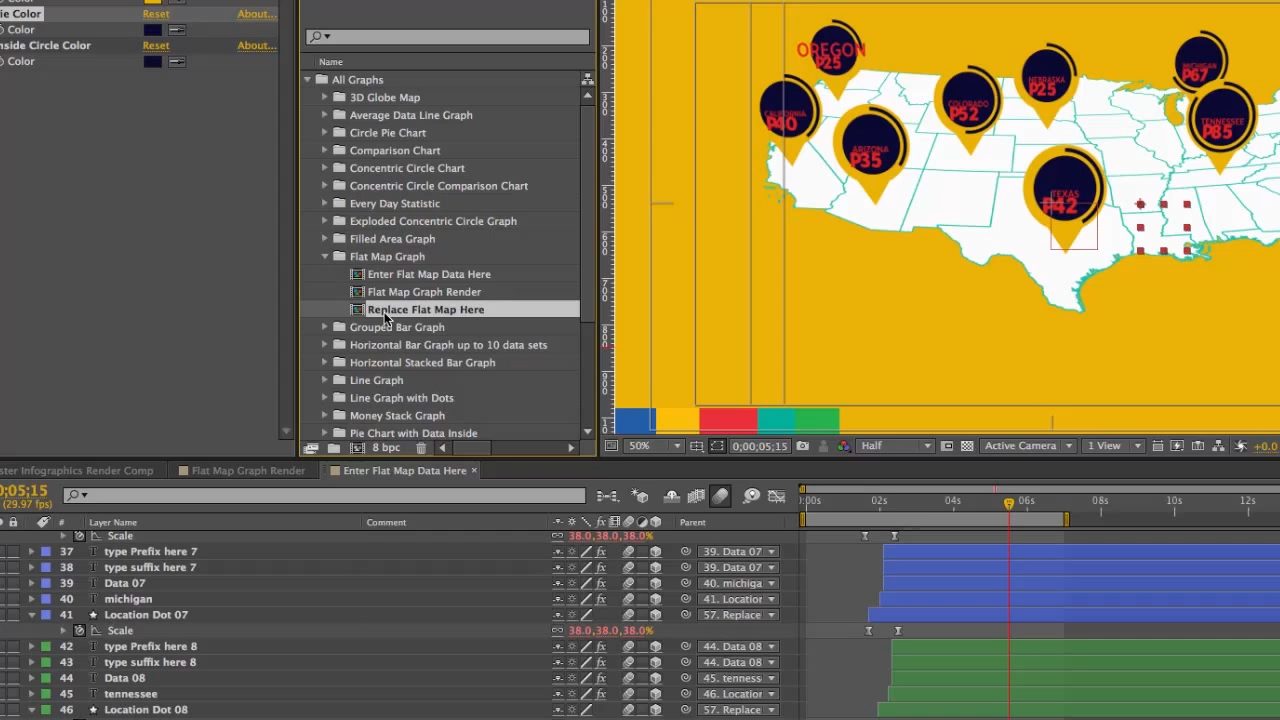 Color
ie Color Reset About...
Color
nside Circle Color Reset About...
Color
Name
All Graphs
3D Globe Map
Average Data Line Graph
Circle Pie Chart
Comparison Chart
Concentric Circle Chart
Concentric Circle Comparison Chart
Every Day Statistic
Exploded Concentric Circle Graph
Filled Area Graph
Flat Map Graph
Enter Flat Map Data Here
Flat Map Graph Render
Replace Flat Map Here
Grouped Bar Graph
Horizontal Bar Graph up to 10 data sets
Horizontal Stacked Bar Graph
Line Graph
Line Graph with Dots
Money Stack Graph
Pie Chart with Data Inside
8 bpc
OREGON
P25
CALIFORNIA
P40
ARIZONA
P35
COLORADO
P52
NEBRASKA
P25
TEXAS
P42
MICHIGAN
P67
TENNESSEE
P85
50% 0;00;05;15 Half Active Camera 1 View +0.0
ster Infographics Render Comp Flat Map Graph Render Enter Flat Map Data Here ×
0;05;15
(29.97 fps)
:00s 02s 04s 06s 08s 10s 12s
# Layer Name Comment Parent
Scale 38.0,38.0,38.0%
37 type Prefix here 7 39. Data 07
38 type suffix here 7 39. Data 07
39 Data 07 40. michiga
40 michigan 41. Location
41 Location Dot 07 57. Replace
Scale 38.0,38.0,38.0%
42 type Prefix here 8 44. Data 08
43 type suffix here 8 44. Data 08
44 Data 08 45. tenness
45 tennessee 46. Location
46 Location Dot 08 57. Replace